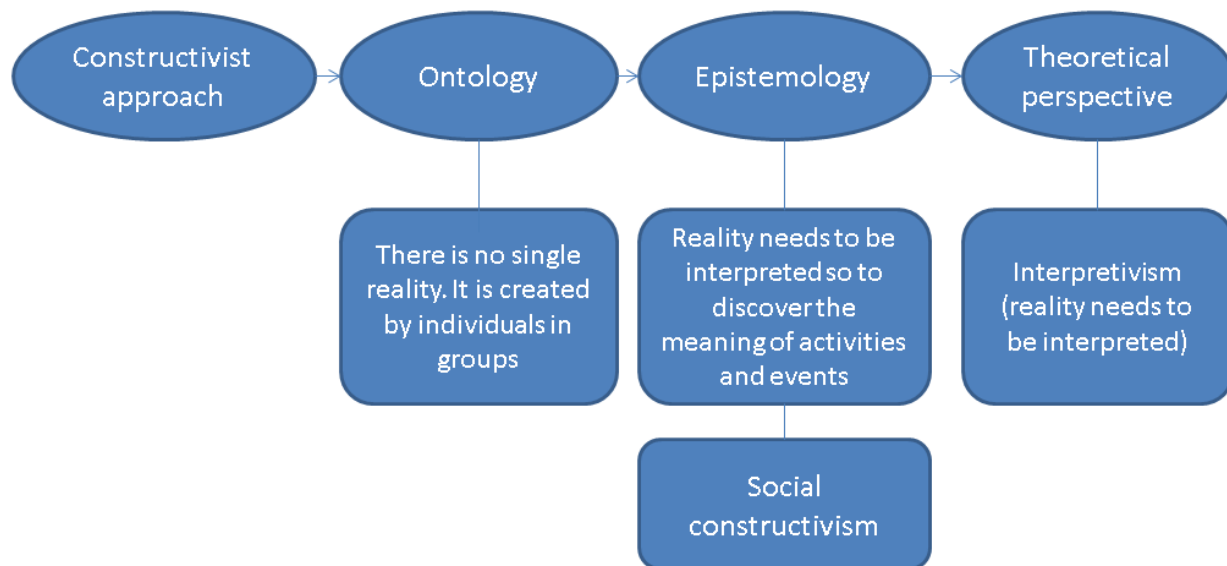 Constructivist
approach
Ontology
Epistemology
Theoretical
perspective
There is no single
reality. It is created
by individuals in
groups
Reality needs to be
interpreted so to
discover the
meaning of activities
and events
Interpretivism
(reality needs to
be interpreted)
Social
constructivism